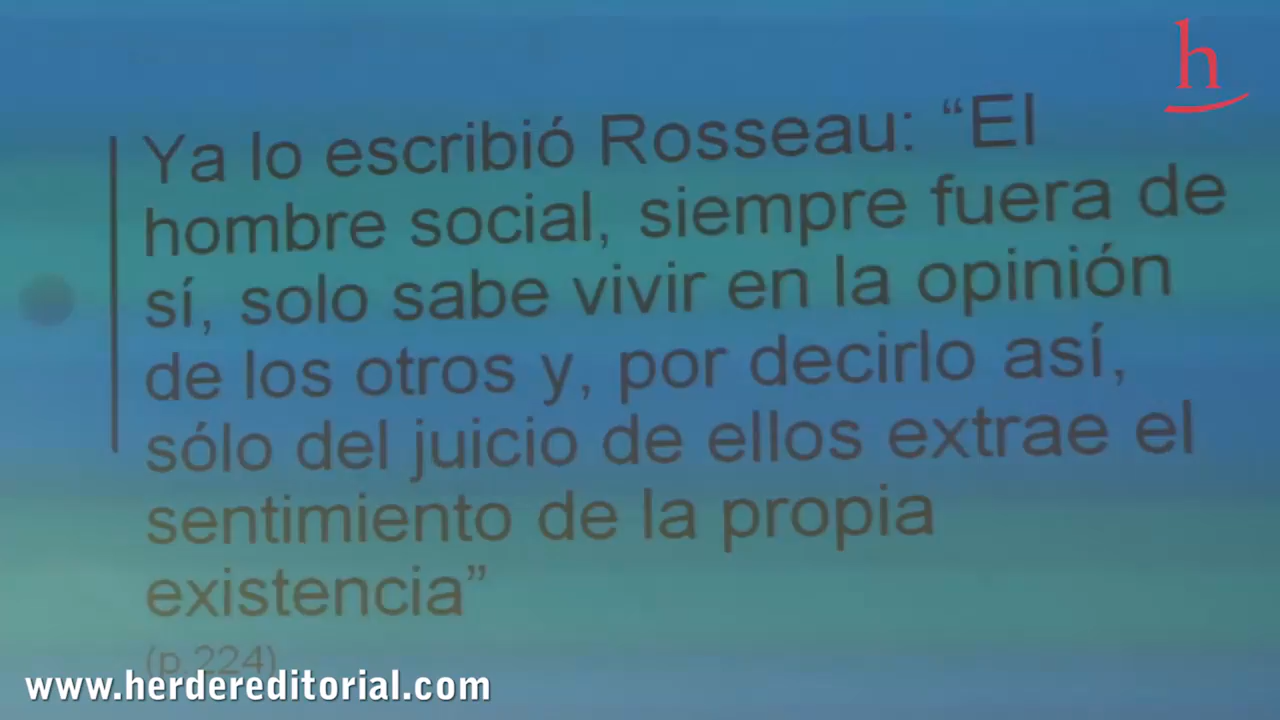 h
Ya lo escribió Rosseau: “El
hombre social, siempre fuera de
sí, solo sabe vivir en la opinión
de los otros y, por decirlo así,
sólo del juicio de ellos extrae el
sentimiento de la propia
existencia”
(p.224)
www.herdereditorial.com